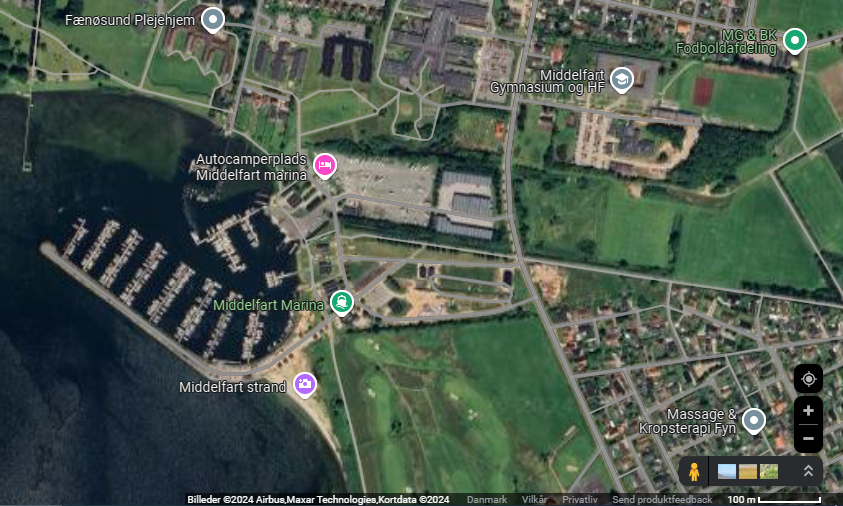 Fænøsund Plejehjem
MG & BK
Fodboldafdeling
Middelfart
Gymnasium og HF
Autocamperplads
Middelfart marina
Middelfart Marina
Middelfart strand
Massage &
Kropsterapi Fyn
Billeder ©2024 Airbus,Maxar Technologies,Kortdata ©2024 Danmark Vilkår Privatliv Send produktfeedback 100 m